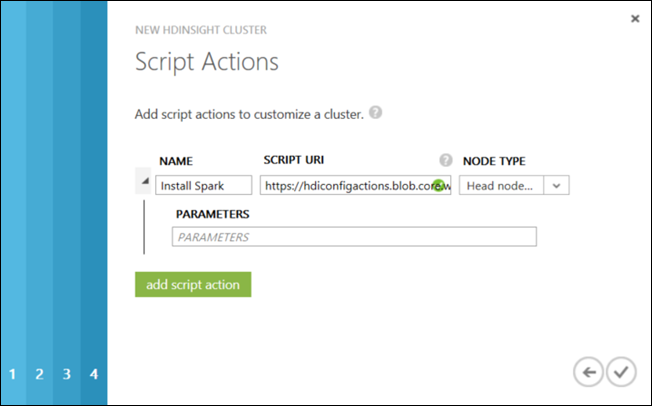 NEW HDINSIGHT CLUSTER
Script Actions
Add script actions to customize a cluster. ?
NAME SCRIPT URI ? NODE TYPE
Install Spark https://hdiconfigactions.blob.core.w Head node...
PARAMETERS
PARAMETERS
add script action
1 2 3 4